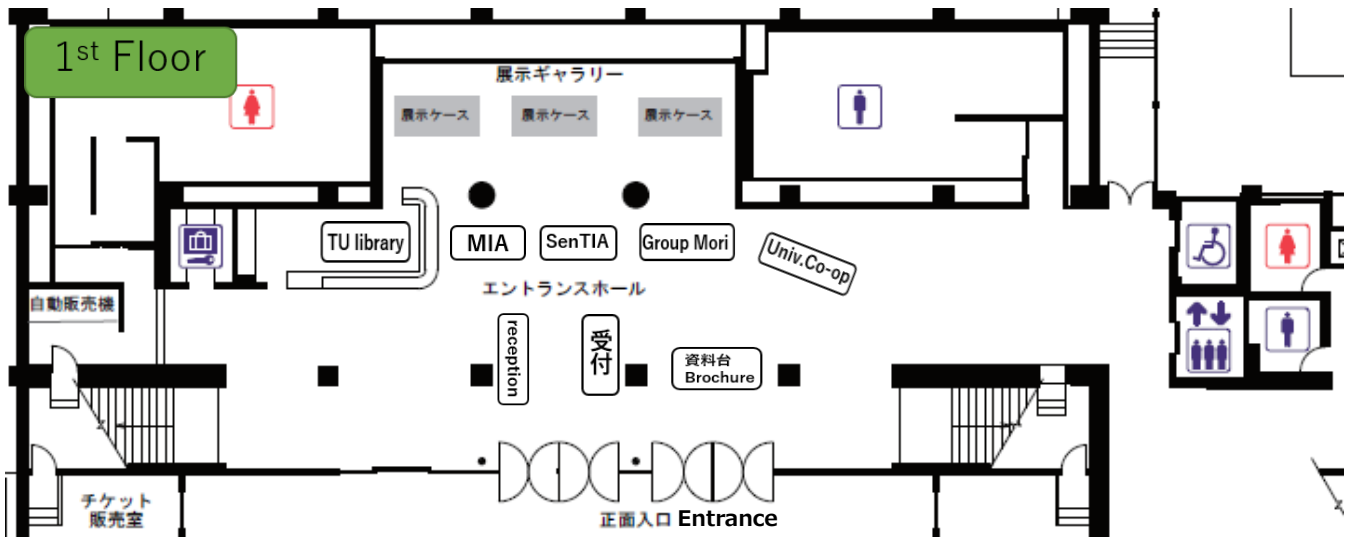 1st Floor
展示ギャラリー
展示ケース
展示ケース
展示ケース
TU library
MIA
SenTIA
Group Mori
Univ.Co-op
エントランスホール
自動販売機
reception
受付
資料台
Brochure
チケット
販売室
正面入口 Entrance